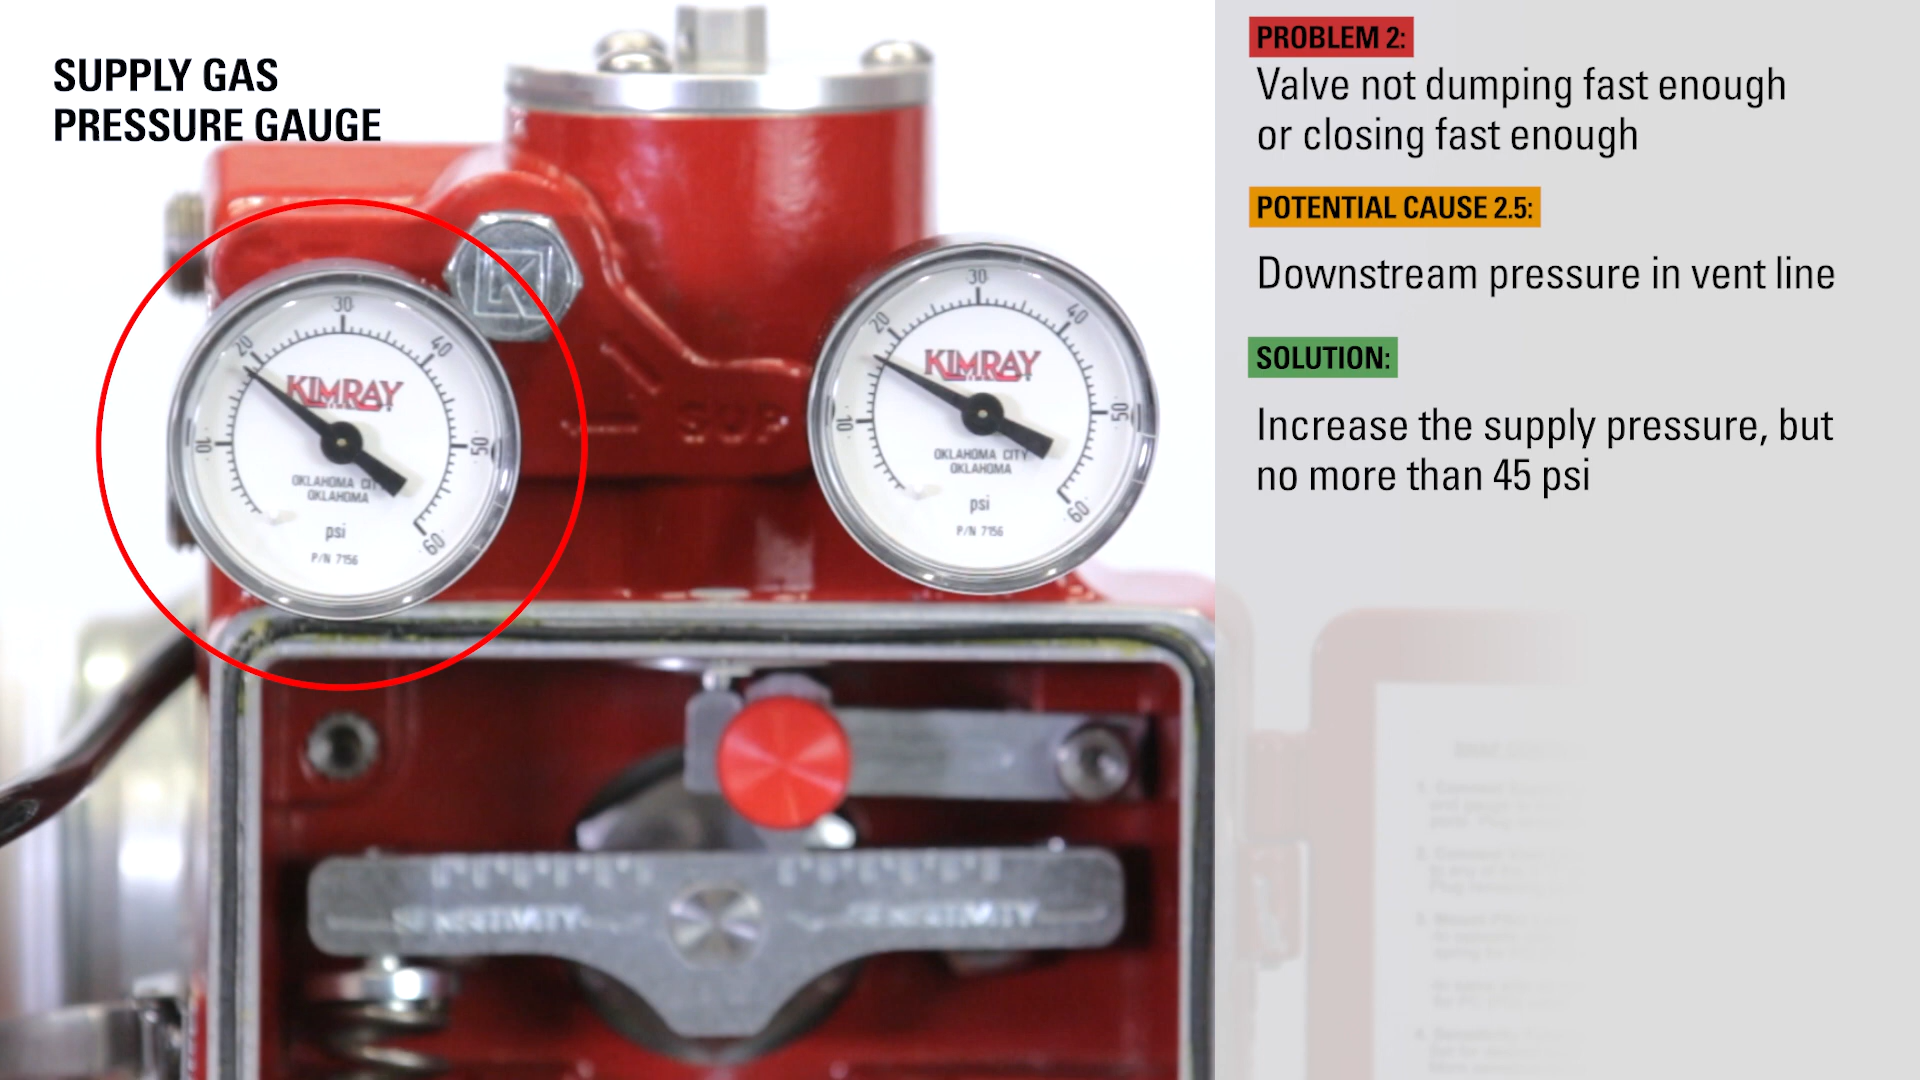 SUPPLY GAS
PRESSURE GAUGE
10 20 30 40 50 60
KIMRAY
OKLAHOMA CITY
OKLAHOMA
psi
P/N 7156
10 20 30 40 50 60
KIMRAY
OKLAHOMA CITY
OKLAHOMA
psi
P/N 7156
SUP
SENSITIVITY SENSITIVITY
PROBLEM 2:
Valve not dumping fast enough
or closing fast enough
POTENTIAL CAUSE 2.5:
Downstream pressure in vent line
SOLUTION:
Increase the supply pressure, but
no more than 45 psi